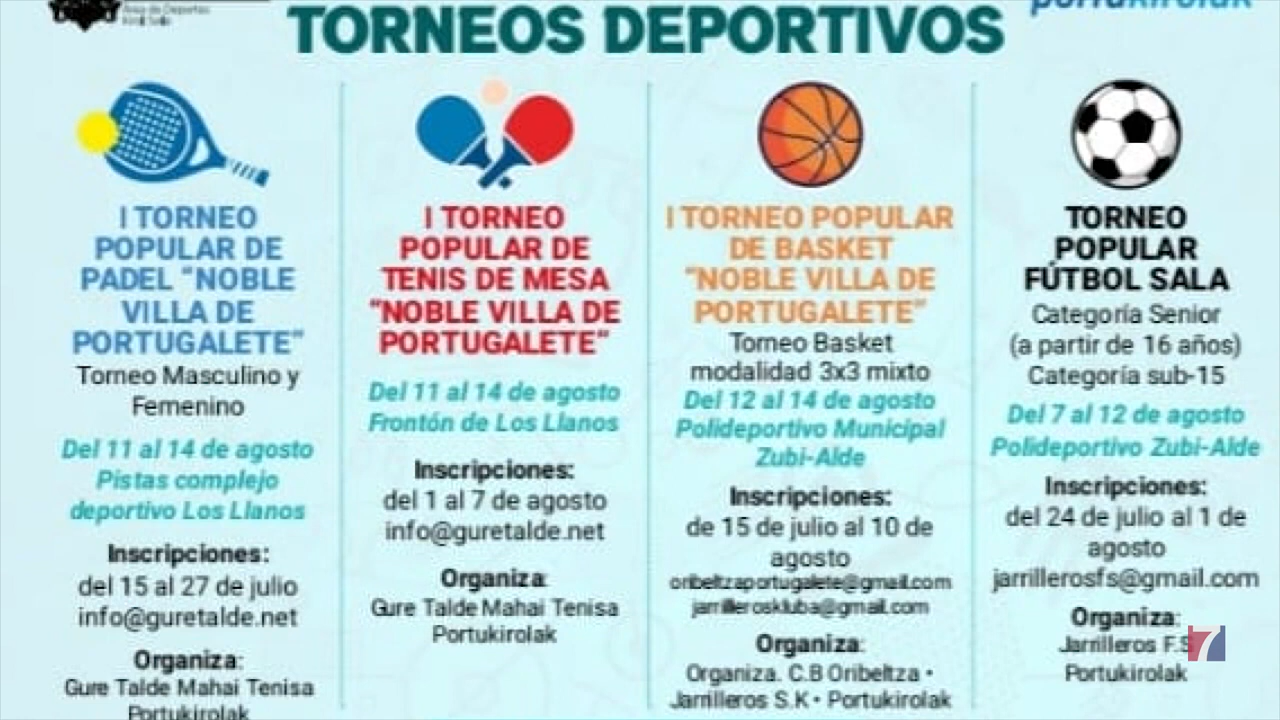 Área de Deportes
Kirol Saila
portukirolak
TORNEOS DEPORTIVOS
I TORNEO
POPULAR DE
PADEL "NOBLE
VILLA DE
PORTUGALETE"
Torneo Masculino y
Femenino
Del 11 al 14 de agosto
Pistas complejo
deportivo Los Llanos
Inscripciones:
del 15 al 27 de julio
info@guretalde.net
Organiza:
Gure Talde Mahai Tenisa
Portukirolak
I TORNEO
POPULAR DE
TENIS DE MESA
"NOBLE VILLA DE
PORTUGALETE"
Del 11 al 14 de agosto
Frontón de Los Llanos
Inscripciones:
del 1 al 7 de agosto
info@guretalde.net
Organiza:
Gure Talde Mahai Tenisa
Portukirolak
I TORNEO POPULAR
DE BASKET
"NOBLE VILLA DE
PORTUGALETE"
Torneo Basket
modalidad 3x3 mixto
Del 12 al 14 de agosto
Polideportivo Municipal
Zubi-Alde
Inscripciones:
de 15 de julio al 10 de
agosto
oribeltzaportugalete@gmail.com
jarrilleroskluba@gmail.com
Organiza:
Organiza. C.B Oribeltza •
Jarrilleros S.K • Portukirolak
TORNEO
POPULAR
FÚTBOL SALA
Categoría Senior
(a partir de 16 años)
Categoría sub-15
Del 7 al 12 de agosto
Polideportivo Zubi-Alde
Inscripciones:
del 24 de julio al 1 de
agosto
jarrillerosfs@gmail.com
Organiza:
Jarrilleros F.S
Portukirolak
7